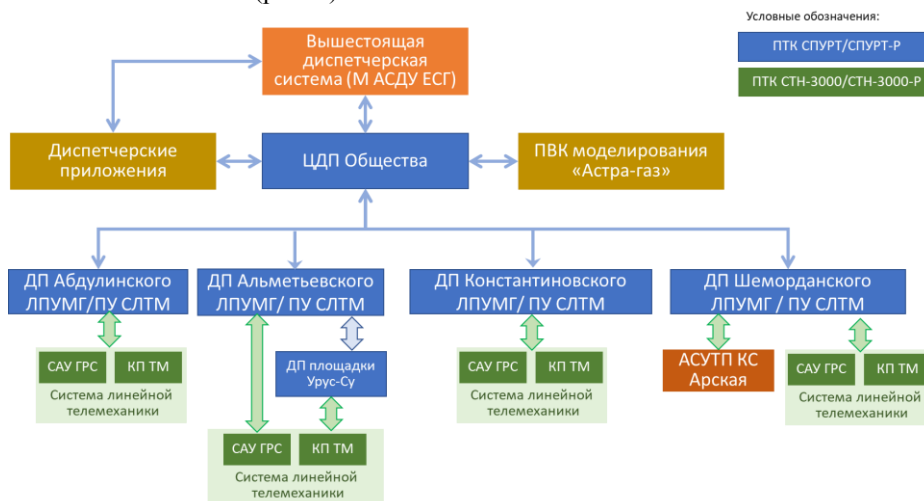 Условные обозначения:
ПТК СПУРТ/СПУРТ-Р
ПТК СТН-3000/СТН-3000-Р
Вышестоящая
диспетчерская
система (М АСДУ ЕСГ)
Диспетчерские
приложения
ЦДП Общества
ПВК моделирования
«Астра-газ»
ДП Абдулинского
ЛПУМГ/ПУ СЛТМ
ДП Альметьевского
ЛПУМГ/ ПУ СЛТМ
ДП Константиновского
ЛПУМГ/ ПУ СЛТМ
ДП Шеморданского
ЛПУМГ / ПУ СЛТМ
САУ ГРС
КП ТМ
Система линейной
телемеханики
ДП площадки
Урус-Су
САУ ГРС
КП ТМ
Система линейной
телемеханики
САУ ГРС
КП ТМ
Система линейной
телемеханики
АСУТП КС
Арская
САУ ГРС
КП ТМ
Система линейной
телемеханики